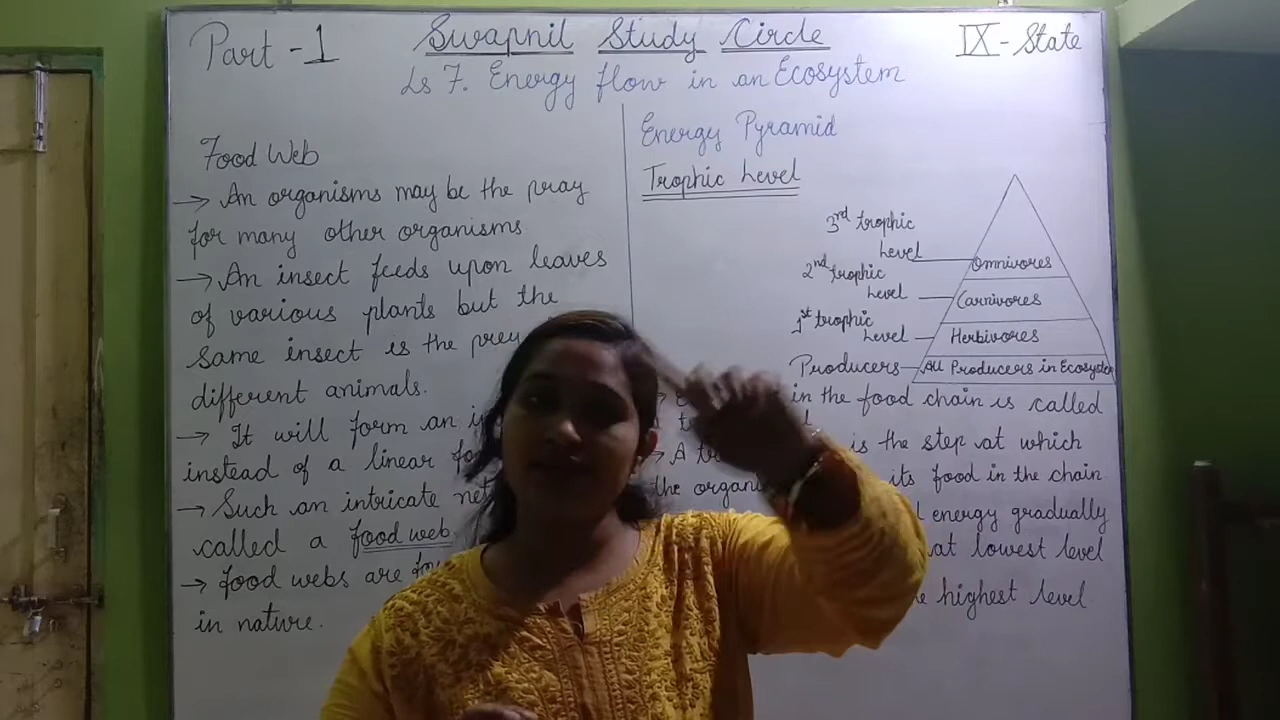 Part - 1
Swapnil Study Circle
IX - State
Ls 7. Energy flow in an Ecosystem
Food Web
→ An organisms may be the pray
for many other organisms
→ An insect feeds upon leaves
of various plants but the
same insect is the prey
different animals.
→ It will form an
instead of a linear
→ Such an intricate
called a food web
→ food webs are
in nature.
Energy Pyramid
Trophic Level
3rd trophic
Level
Omnivores
2nd trophic
Level
Carnivores
1st trophic
Level
Herbivores
Producers
All Producers in Ecosystem
in the food chain is called
→ A is the step at which
the its food in the chain
energy gradually
at lowest level
highest level